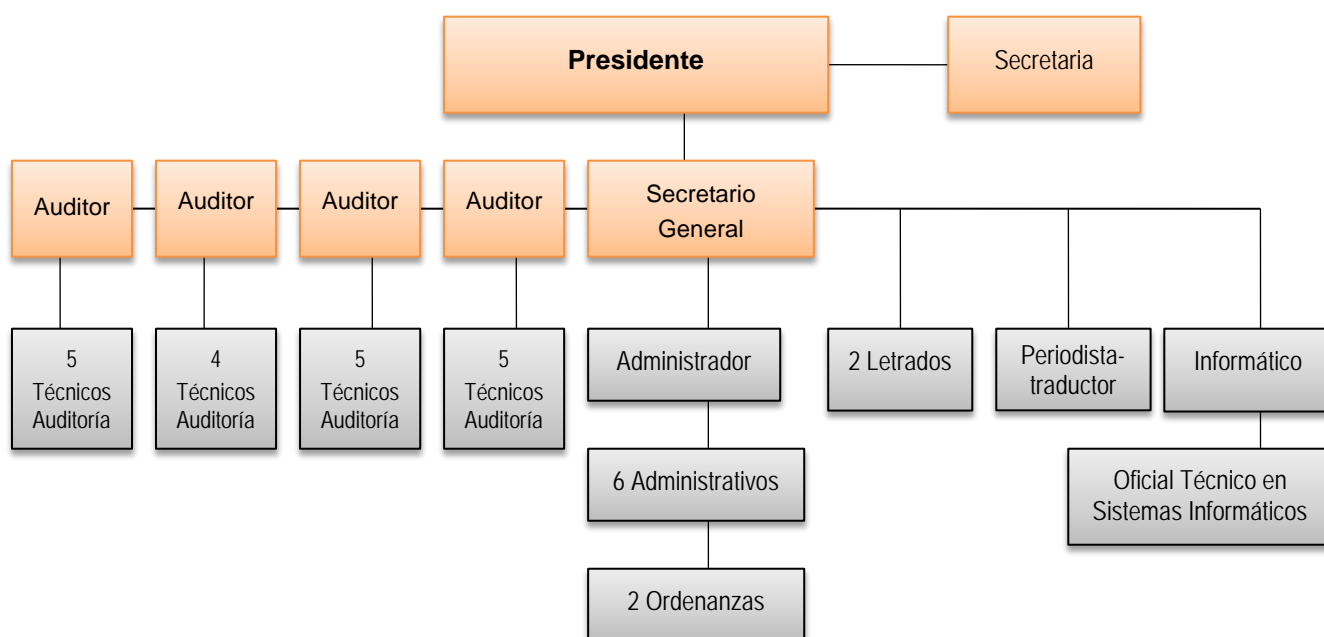 Presidente
Secretaria
Auditor
Auditor
Auditor
Auditor
Secretario
General
5
Técnicos
Auditoría
4
Técnicos
Auditoría
5
Técnicos
Auditoría
5
Técnicos
Auditoría
Administrador
2 Letrados
Periodista-
traductor
Informático
6 Administrativos
Oficial Técnico en
Sistemas Informáticos
2 Ordenanzas